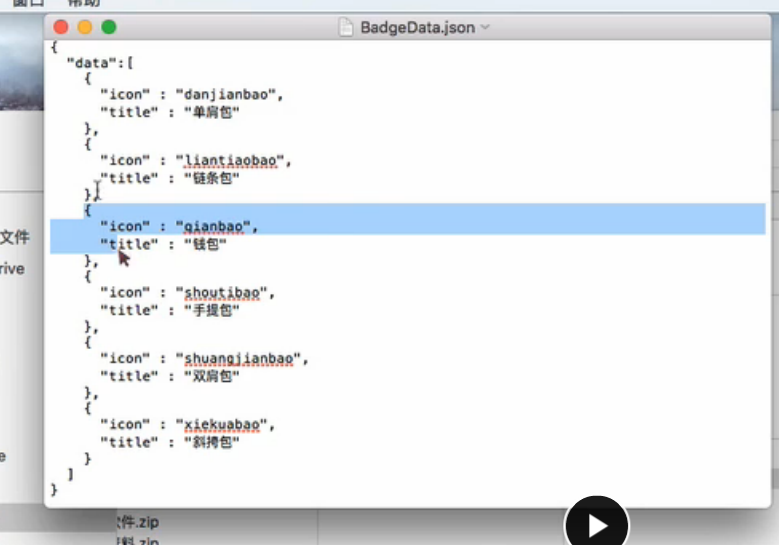 窗口 帮助
BadgeData.json
{
"data":[
{
"icon" : "danjianbao",
"title" : "单肩包"
},
{
"icon" : "liantiaobao",
"title" : "链条包"
},
{
"icon" : "qianbao",
"title" : "钱包"
},
{
"icon" : "shoutibao",
"title" : "手提包"
},
{
"icon" : "shuangjianbao",
"title" : "双肩包"
},
{
"icon" : "xiekuabao",
"title" : "斜挎包"
}
]
}
文件
rive
e
件.zip
料.zip